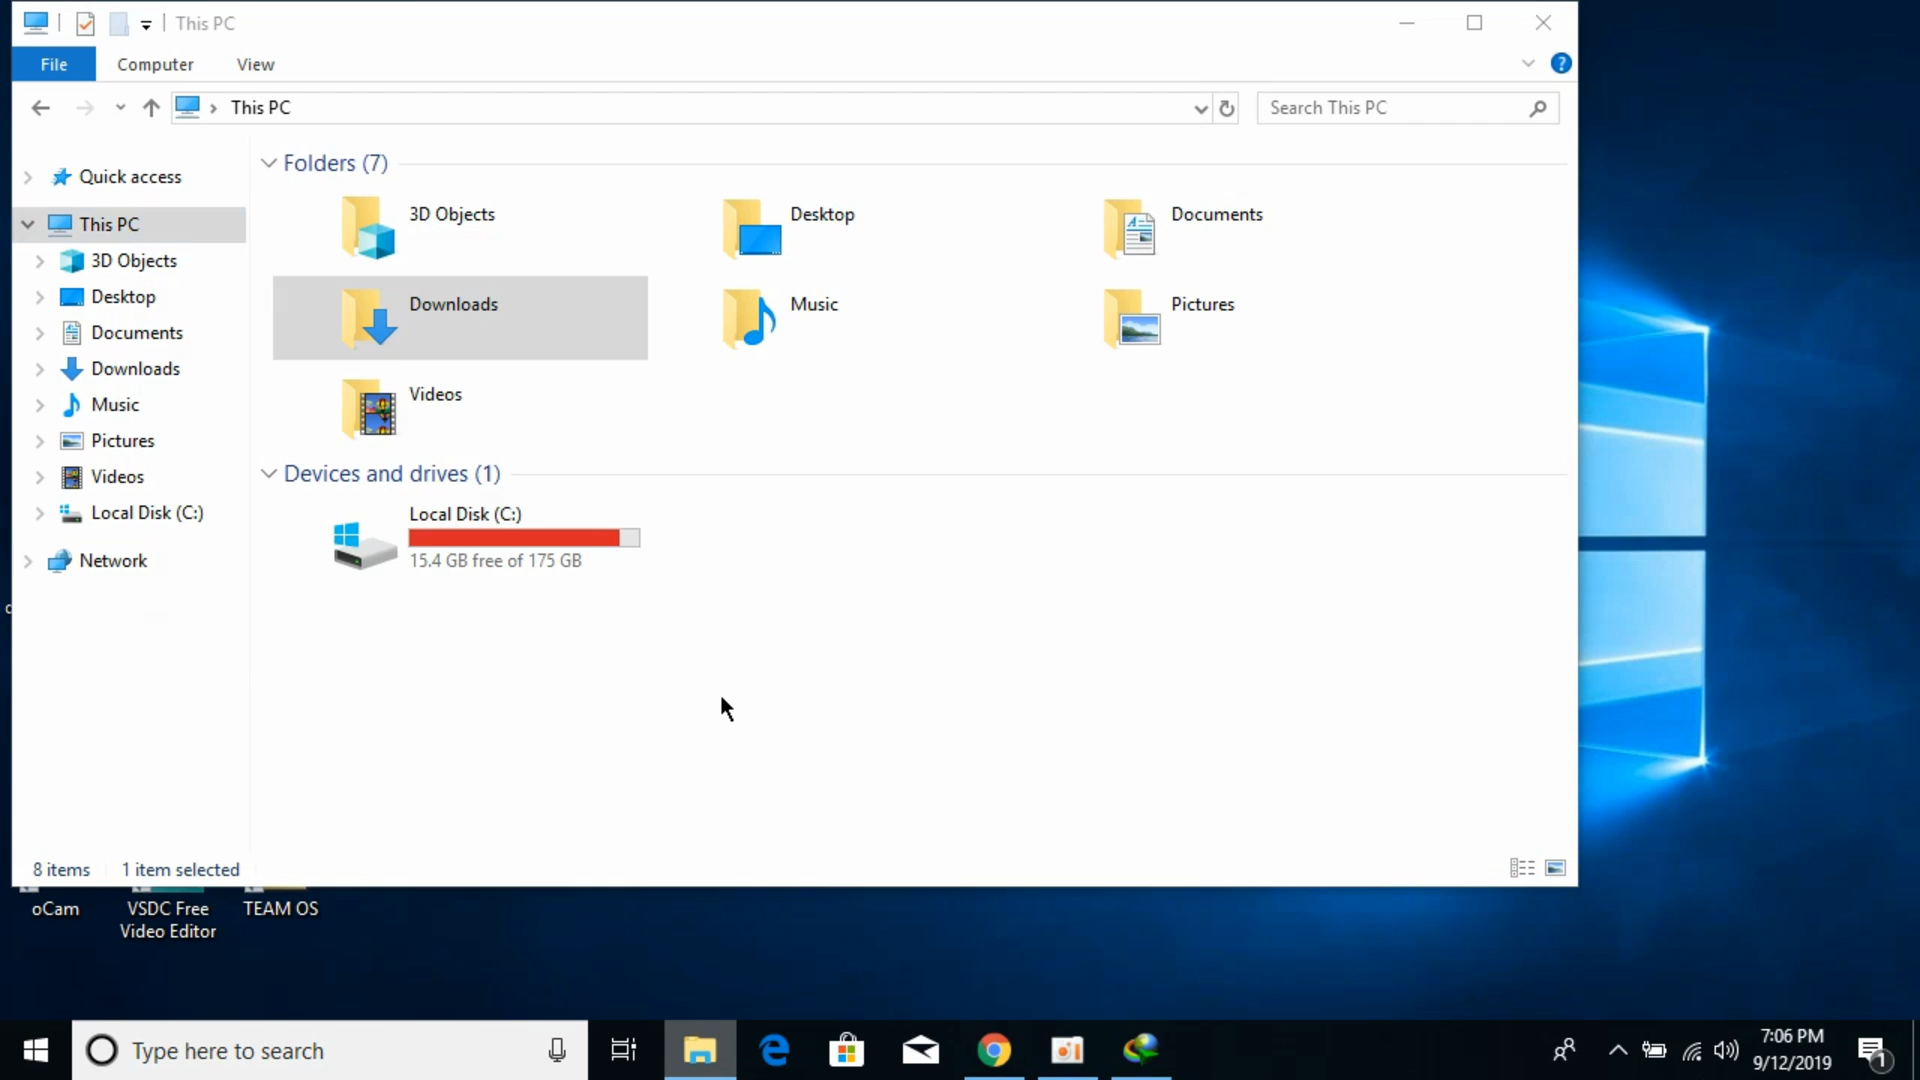 This PC
File
Computer
View
This PC
Search This PC
Quick access
This PC
3D Objects
Desktop
Documents
Downloads
Music
Pictures
Videos
Local Disk (C:)
Network
Folders (7)
3D Objects
Desktop
Documents
Downloads
Music
Pictures
Videos
Devices and drives (1)
Local Disk (C:)
15.4 GB free of 175 GB
8 items
1 item selected
oCam
VSDC Free
Video Editor
TEAM OS
Type here to search
7:06 PM
9/12/2019
1